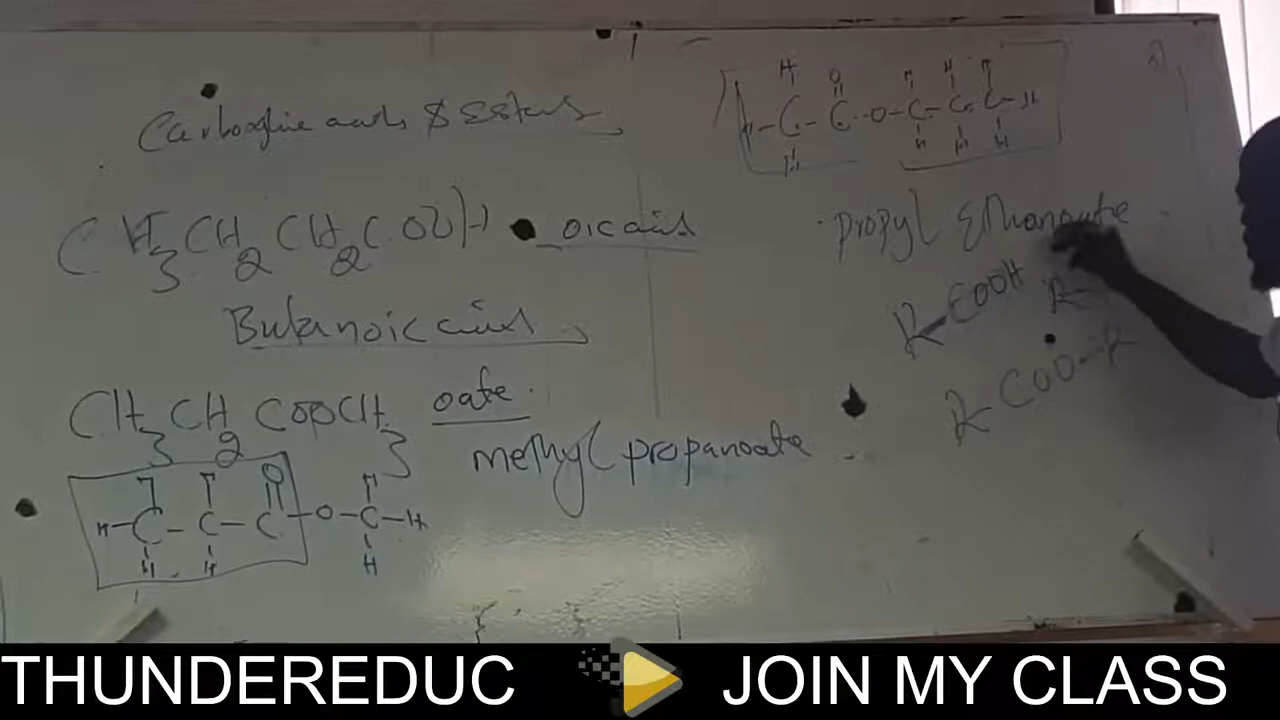 Carboxylic acids & Esters
CH3CH2CH2COOH oic acid
Butanoic acid
CH3CH2COOCH3 oate
methyl propanoate
H H O H
H-C-C-C-O-C-H
H H H
H O H H H
H-C-C-O-C-C-C-H
H H H H
propyl Ethanoate
R-COOH R-
R-COO-R
THUNDEREDUC JOIN MY CLASS